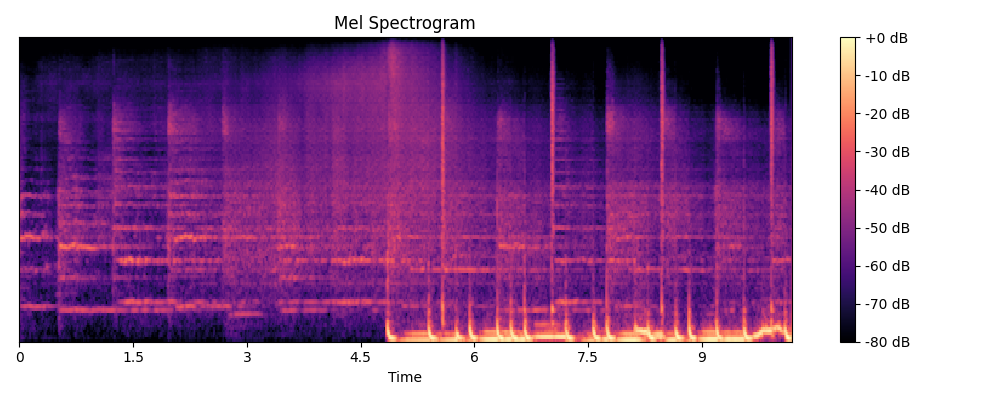 Mel Spectrogram
+0 dB
-10 dB
-20 dB
-30 dB
-40 dB
-50 dB
-60 dB
-70 dB
-80 dB
0 1.5 3 4.5 6 7.5 9
Time